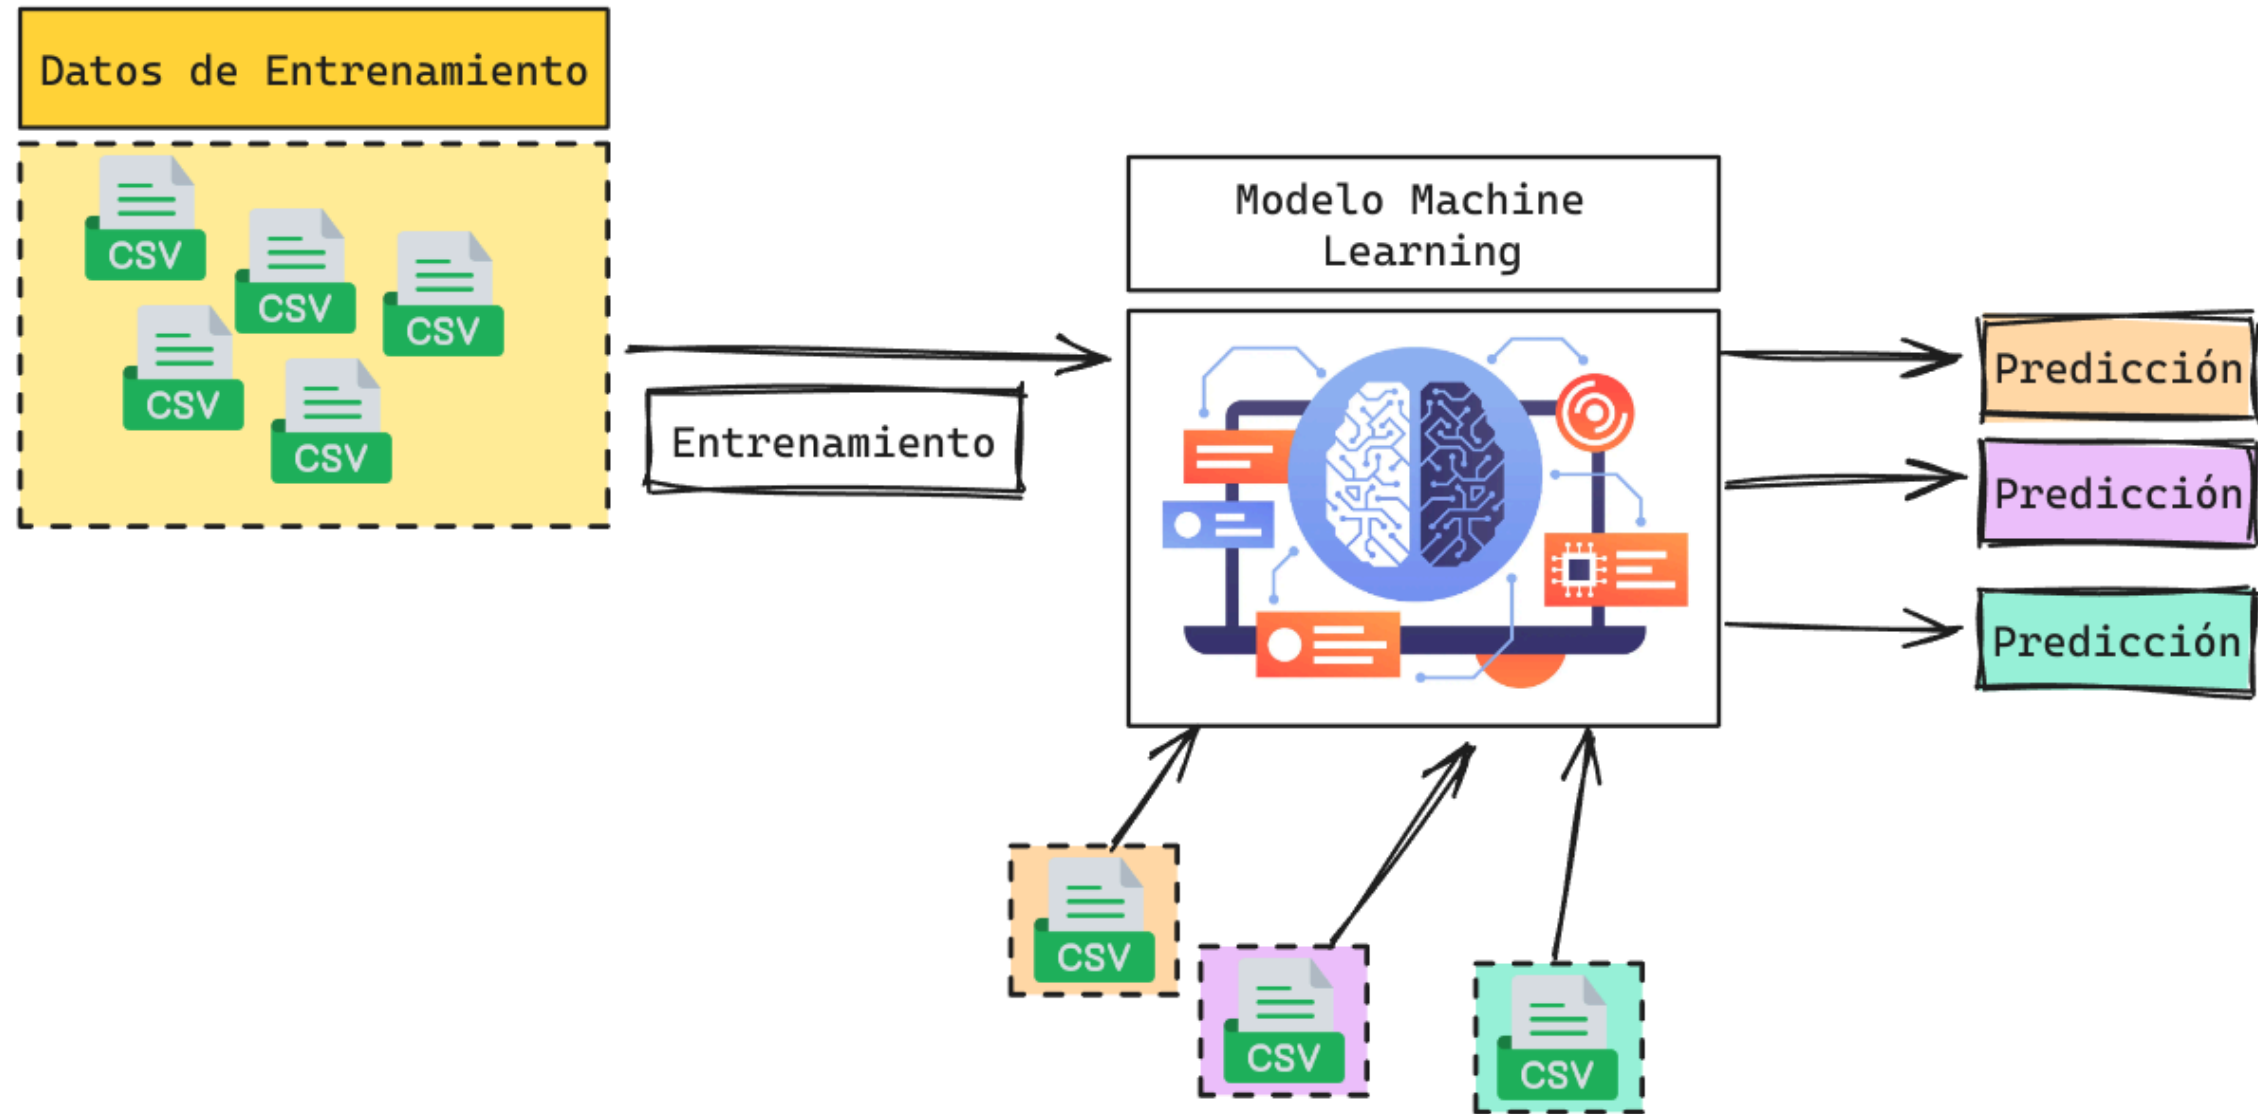 Datos de Entrenamiento
CSV
CSV
CSV
CSV
CSV
Entrenamiento
Modelo Machine
Learning
Predicción
Predicción
Predicción
CSV
CSV
CSV